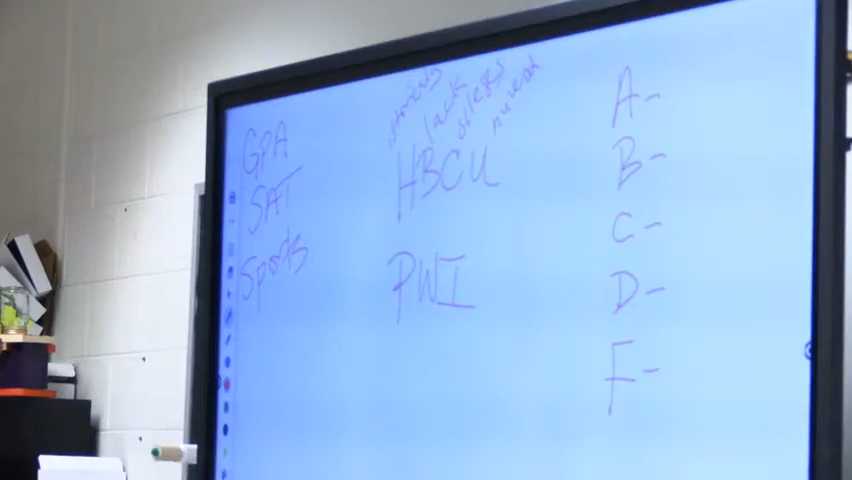 GPA
SAT
Sports
HBCU
PWI
A-
B-
C-
D-
F-